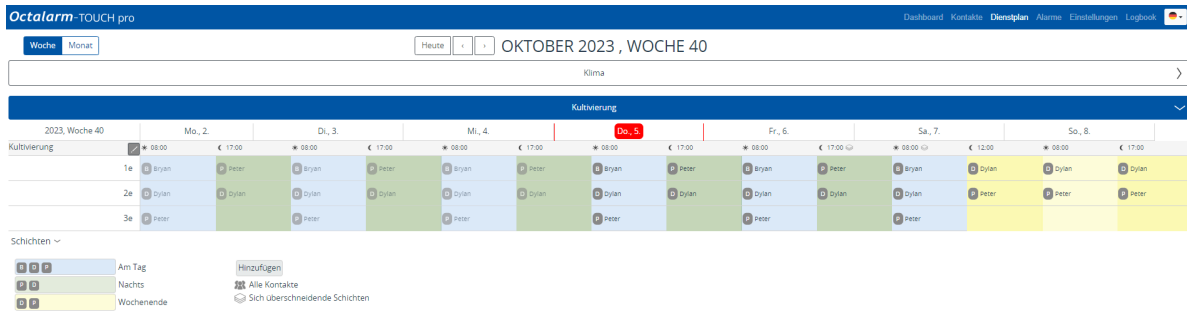 Octalarm-TOUCH pro Dashboard Kontakte Dienstplan Alarme Einstellungen Logbook
Woche Monat Heute ‹ › OKTOBER 2023 , WOCHE 40
Klima
Kultivierung
2023, Woche 40 Mo., 2. Di., 3. Mi., 4. Do., 5. Fr., 6. Sa., 7. So., 8.
Kultivierung 08:00 17:00 08:00 17:00 08:00 17:00 08:00 17:00 08:00 17:00 08:00 12:00 08:00 17:00
1e B Bryan P Peter B Bryan P Peter B Bryan P Peter B Bryan P Peter B Bryan P Peter B Bryan D Dylan D Dylan D Dylan
2e D Dylan D Dylan D Dylan D Dylan D Dylan D Dylan D Dylan D Dylan D Dylan D Dylan D Dylan P Peter P Peter P Peter
3e P Peter P Peter P Peter P Peter P Peter P Peter
Schichten
B D P Am Tag Hinzufügen
P D Nachts Alle Kontakte
D P Wochenende Sich überschneidende Schichten